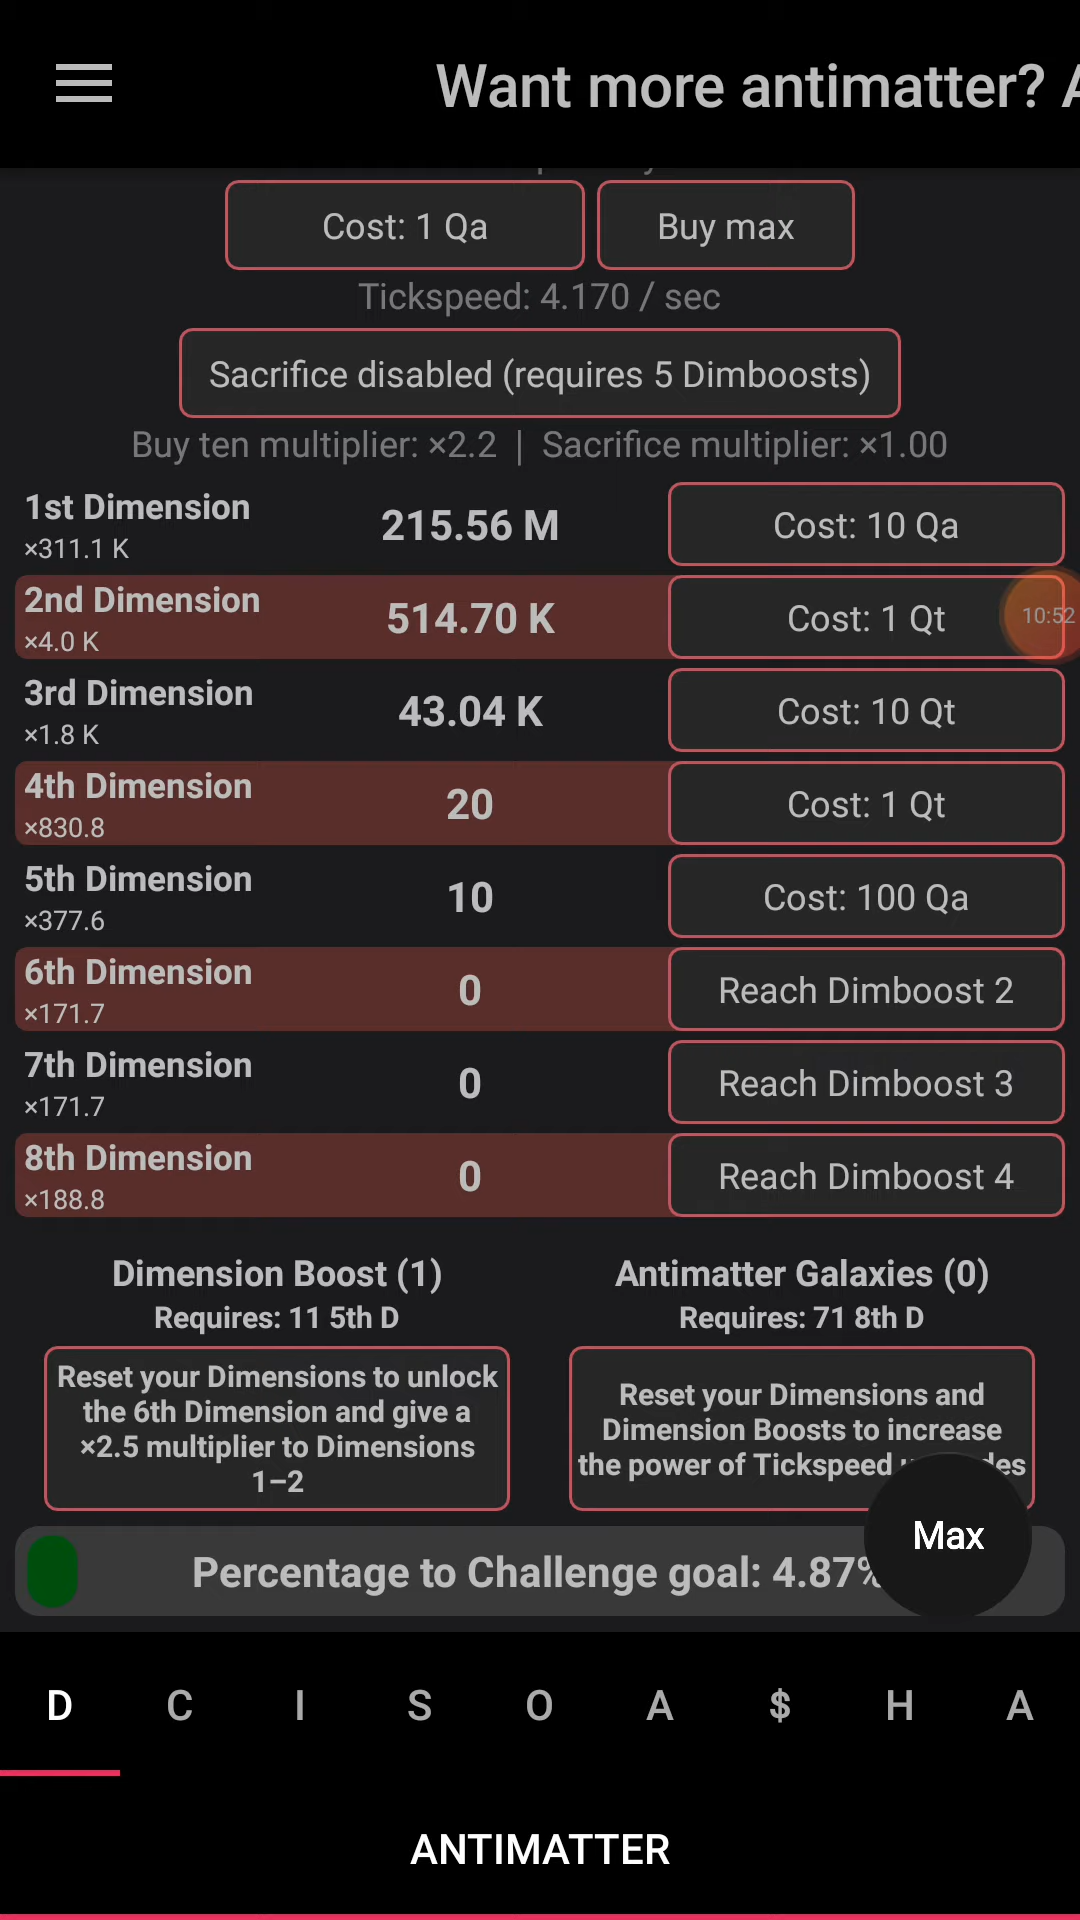 Want more antimatter?
Cost: 1 Qa
Buy max
Tickspeed: 4.170 / sec
Sacrifice disabled (requires 5 Dimboosts)
Buy ten multiplier: ×2.2 | Sacrifice multiplier: ×1.00
1st Dimension
×311.1 K
215.56 M
Cost: 10 Qa
2nd Dimension
×4.0 K
514.70 K
Cost: 1 Qt
10:52
3rd Dimension
×1.8 K
43.04 K
Cost: 10 Qt
4th Dimension
×830.8
20
Cost: 1 Qt
5th Dimension
×377.6
10
Cost: 100 Qa
6th Dimension
×171.7
0
Reach Dimboost 2
7th Dimension
×171.7
0
Reach Dimboost 3
8th Dimension
×188.8
0
Reach Dimboost 4
Dimension Boost (1)
Requires: 11 5th D
Reset your Dimensions to unlock
the 6th Dimension and give a
×2.5 multiplier to Dimensions
1–2
Antimatter Galaxies (0)
Requires: 71 8th D
Reset your Dimensions and
Dimension Boosts to increase
the power of Tickspeed
Max
Percentage to Challenge goal: 4.87%
D C I S O A $ H A
ANTIMATTER